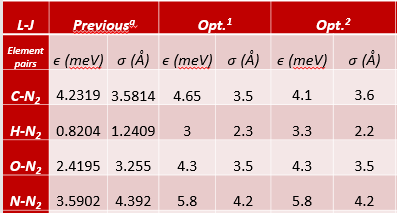 L-J Previousᵃ Opt.¹ Opt.²
Element pairs ϵ (meV) σ (Å) ϵ (meV) σ (Å) ϵ (meV) σ (Å)
C-N₂ 4.2319 3.5814 4.65 3.5 4.1 3.6
H-N₂ 0.8204 1.2409 3 2.3 3.3 2.2
O-N₂ 2.4195 3.255 4.3 3.5 4.3 3.5
N-N₂ 3.5902 4.392 5.8 4.2 5.8 4.2